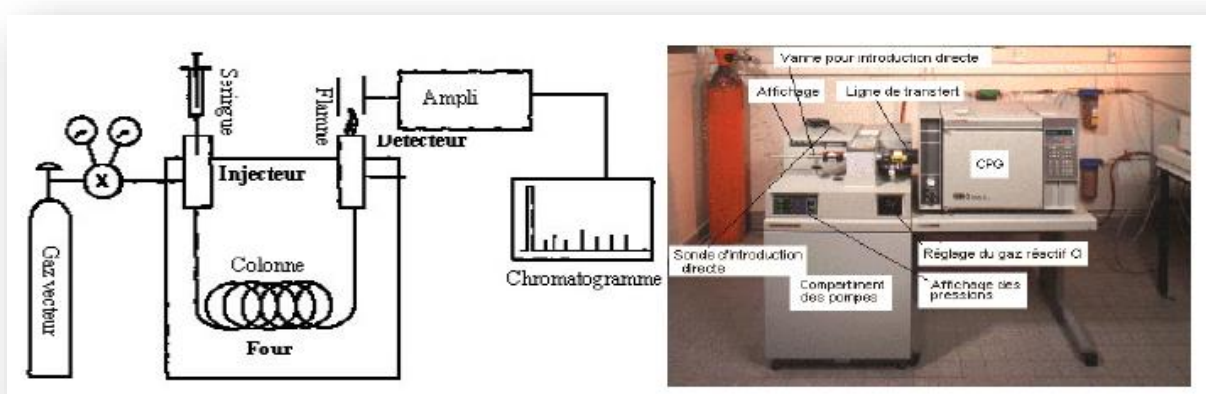 Seringue
Flamme
Ampli
Détecteur
X
Injecteur
Gaz vecteur
Colonne
Four
Chromatogramme
Vanne pour introduction directe
Affichage
Ligne de transfert
CPG
Sonde d'introduction
directe
Compartiment
des pompes
Réglage du gaz réactif CI
Affichage des
pressions